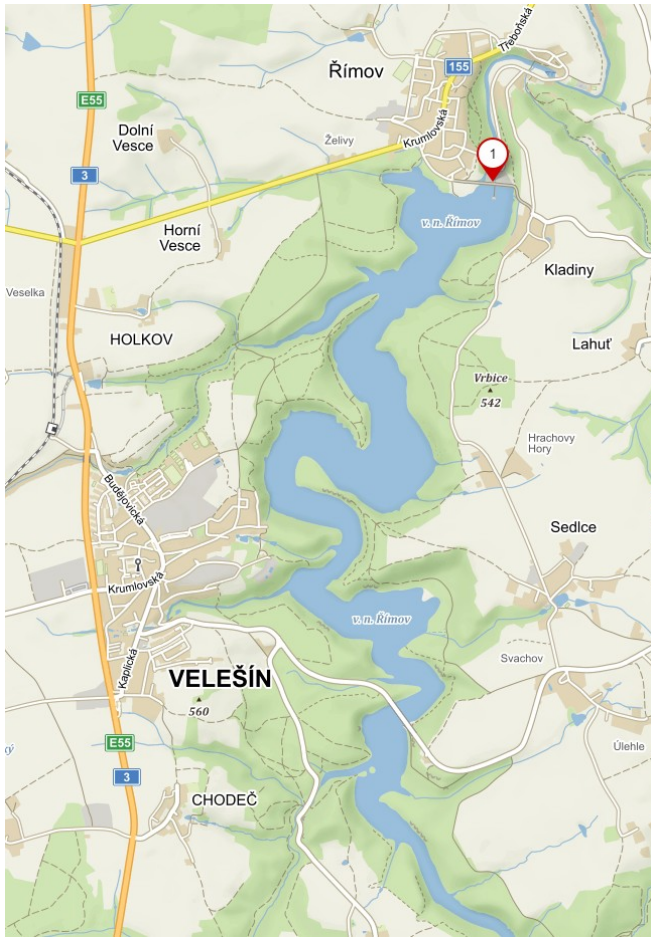 Třeboňská
Římov
155
E55
Dolní
Vesce
Želivy
Krumlovská
1
3
v. n. Římov
Horní
Vesce
Kladiny
Veselka
HOLKOV
Lahuť
Vrbice
542
Hrachovy
Hory
Budějovická
Sedlce
Krumlovská
v. n. Římov
Kaplická
VELEŠÍN
Svachov
560
E55
Úlehle
3
CHODEČ